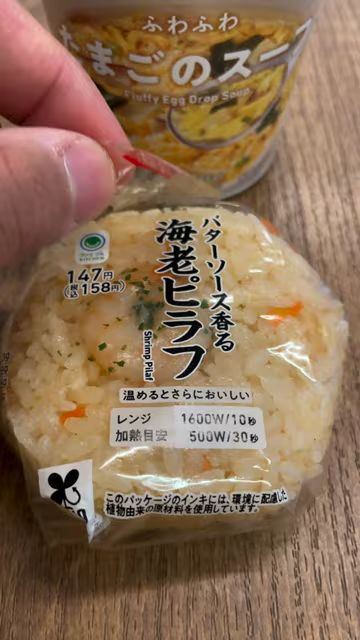 ふわふわ
たまごのスープ
Fluffy Egg Drop Soup
バターソース香る
海老ピラフ
Shrimp Pilaf
147円
(税込158円)
温めるとさらにおいしい
レンジ 1600W/10秒
加熱目安 500W/30秒
このパッケージのインキには、環境に配慮した
植物由来の原材料を使用しています。